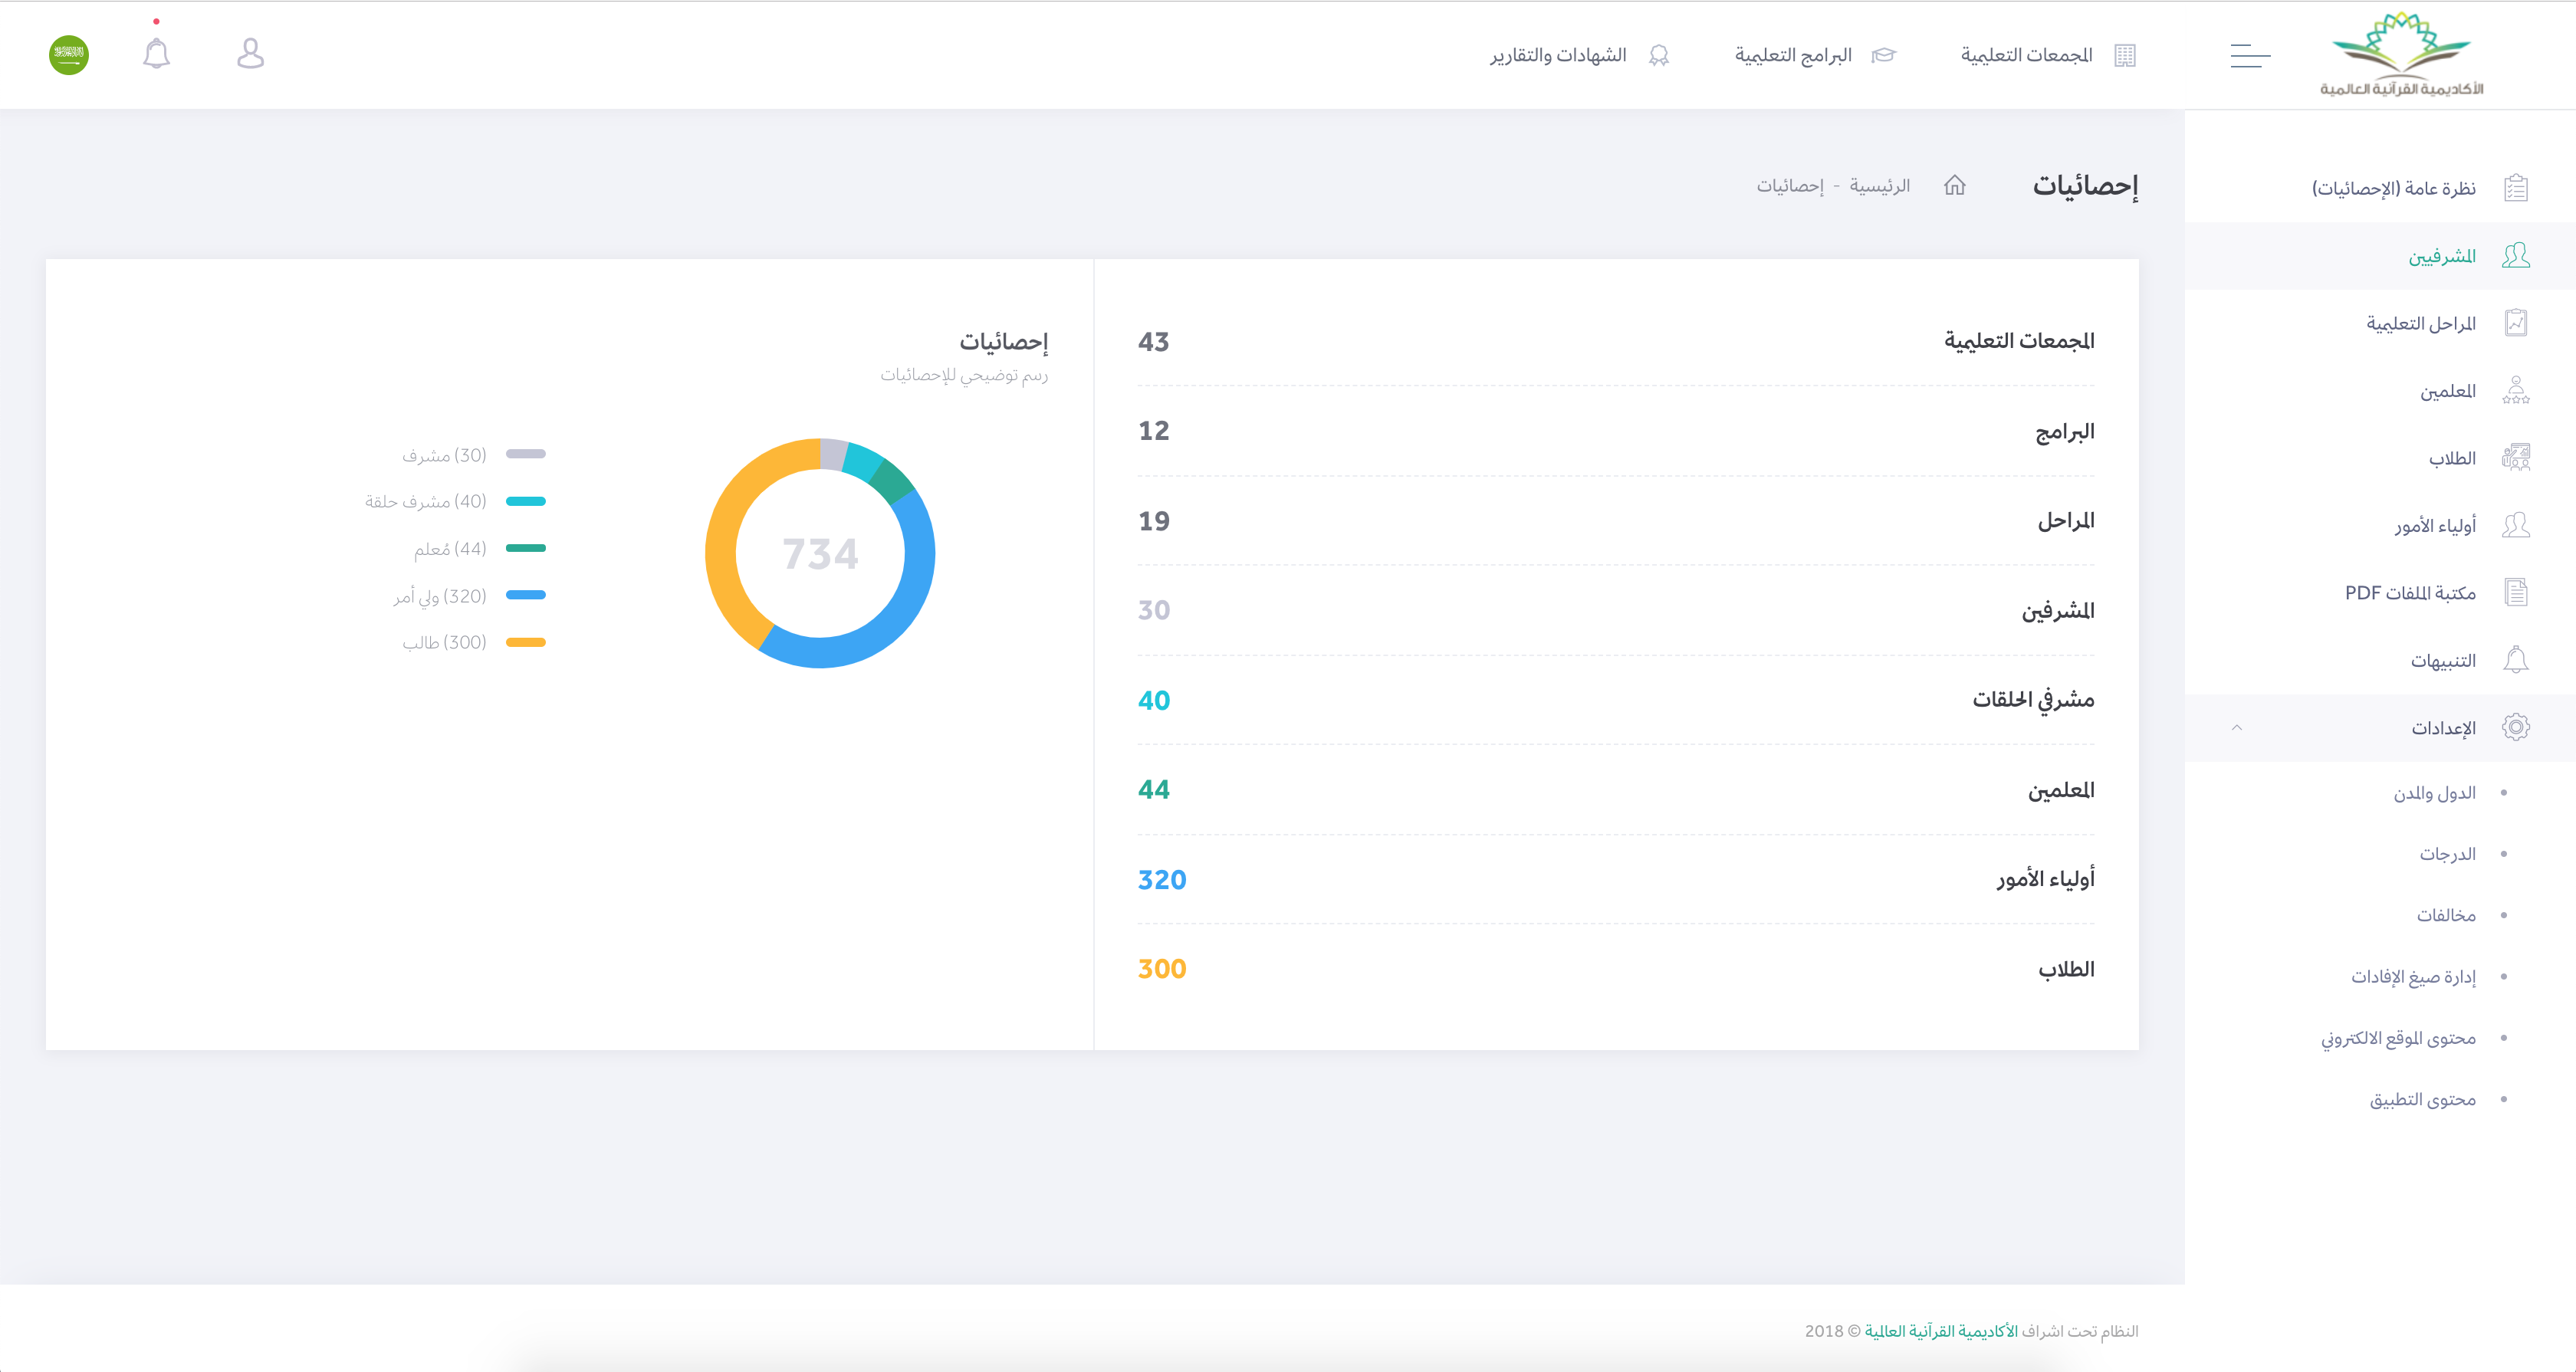 الأكاديمية القرآنية العالمية
المجمعات التعليمية
البرامج التعليمية
الشهادات والتقارير
نظرة عامة (الإحصائيات)
المشرفيين
المراحل التعليمية
المعلمين
الطلاب
أولياء الأمور
مكتبة الملفات PDF
التنبيهات
الإعدادات
الدول والمدن
الدرجات
مخالفات
إدارة صيغ الإفادات
محتوى الموقع الالكتروني
محتوى التطبيق
إحصائيات
الرئيسية - إحصائيات
المجمعات التعليمية 43
البرامج 12
المراحل 19
المشرفين 30
مشرفي الحلقات 40
المعلمين 44
أولياء الأمور 320
الطلاب 300
إحصائيات
رسم توضيحي للإحصائيات
734
(30) مشرف
(40) مشرف حلقة
(44) مُعلم
(320) ولي أمر
(300) طالب
النظام تحت اشراف الأكاديمية القرآنية العالمية © 2018